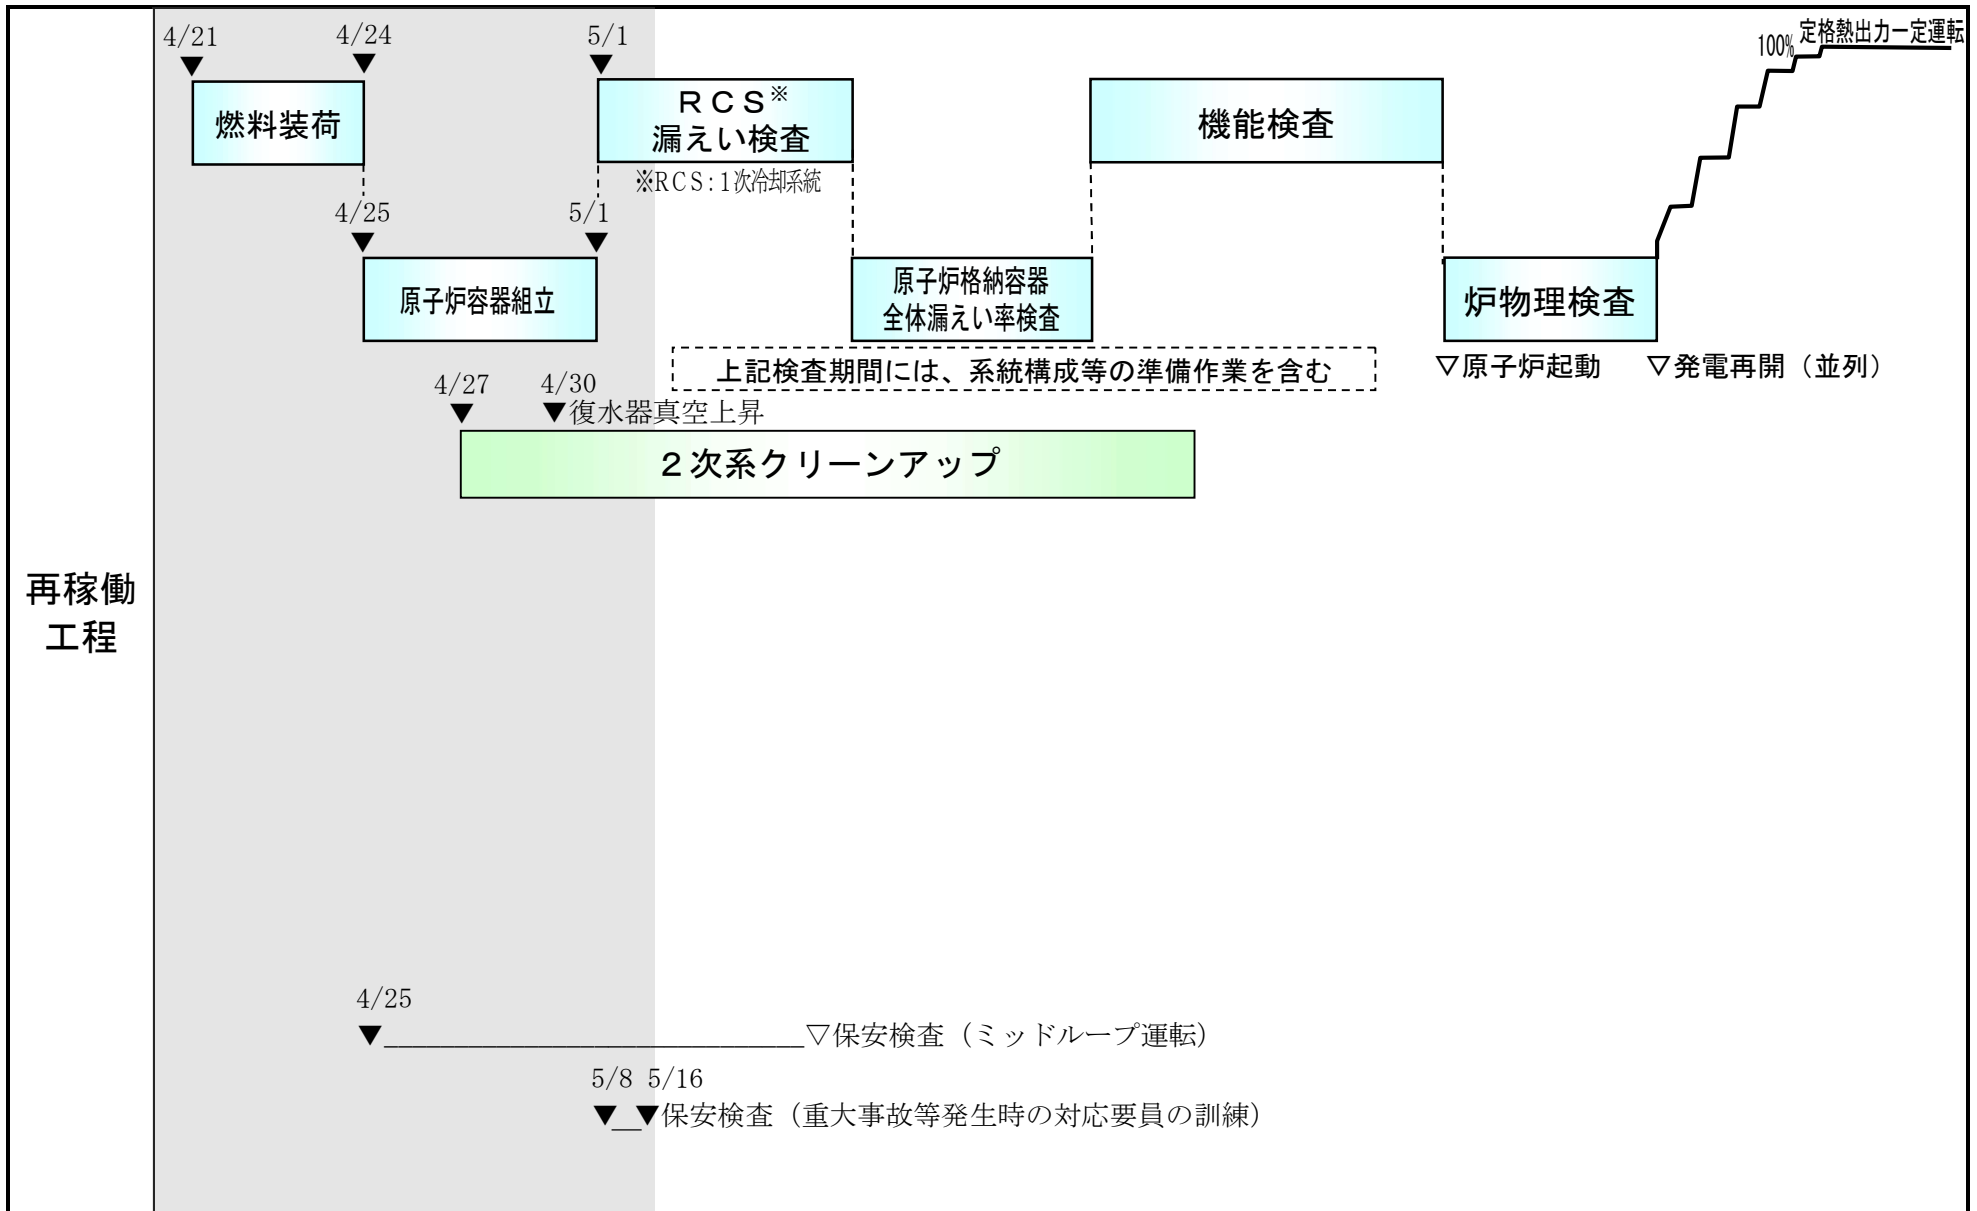 4/21
4/24
5/1
100%
定格熱出力一定運転
燃料装荷
ＲＣＳ※
漏えい検査
機能検査
※RCS:1次冷却系統
4/25
5/1
原子炉容器組立
原子炉格納容器
全体漏えい率検査
炉物理検査
上記検査期間には、系統構成等の準備作業を含む
▽原子炉起動
▽発電再開（並列）
4/27
4/30
▼復水器真空上昇
２次系クリーンアップ
再稼働
工程
4/25
▽保安検査（ミッドループ運転）
5/8 5/16
保安検査（重大事故等発生時の対応要員の訓練）